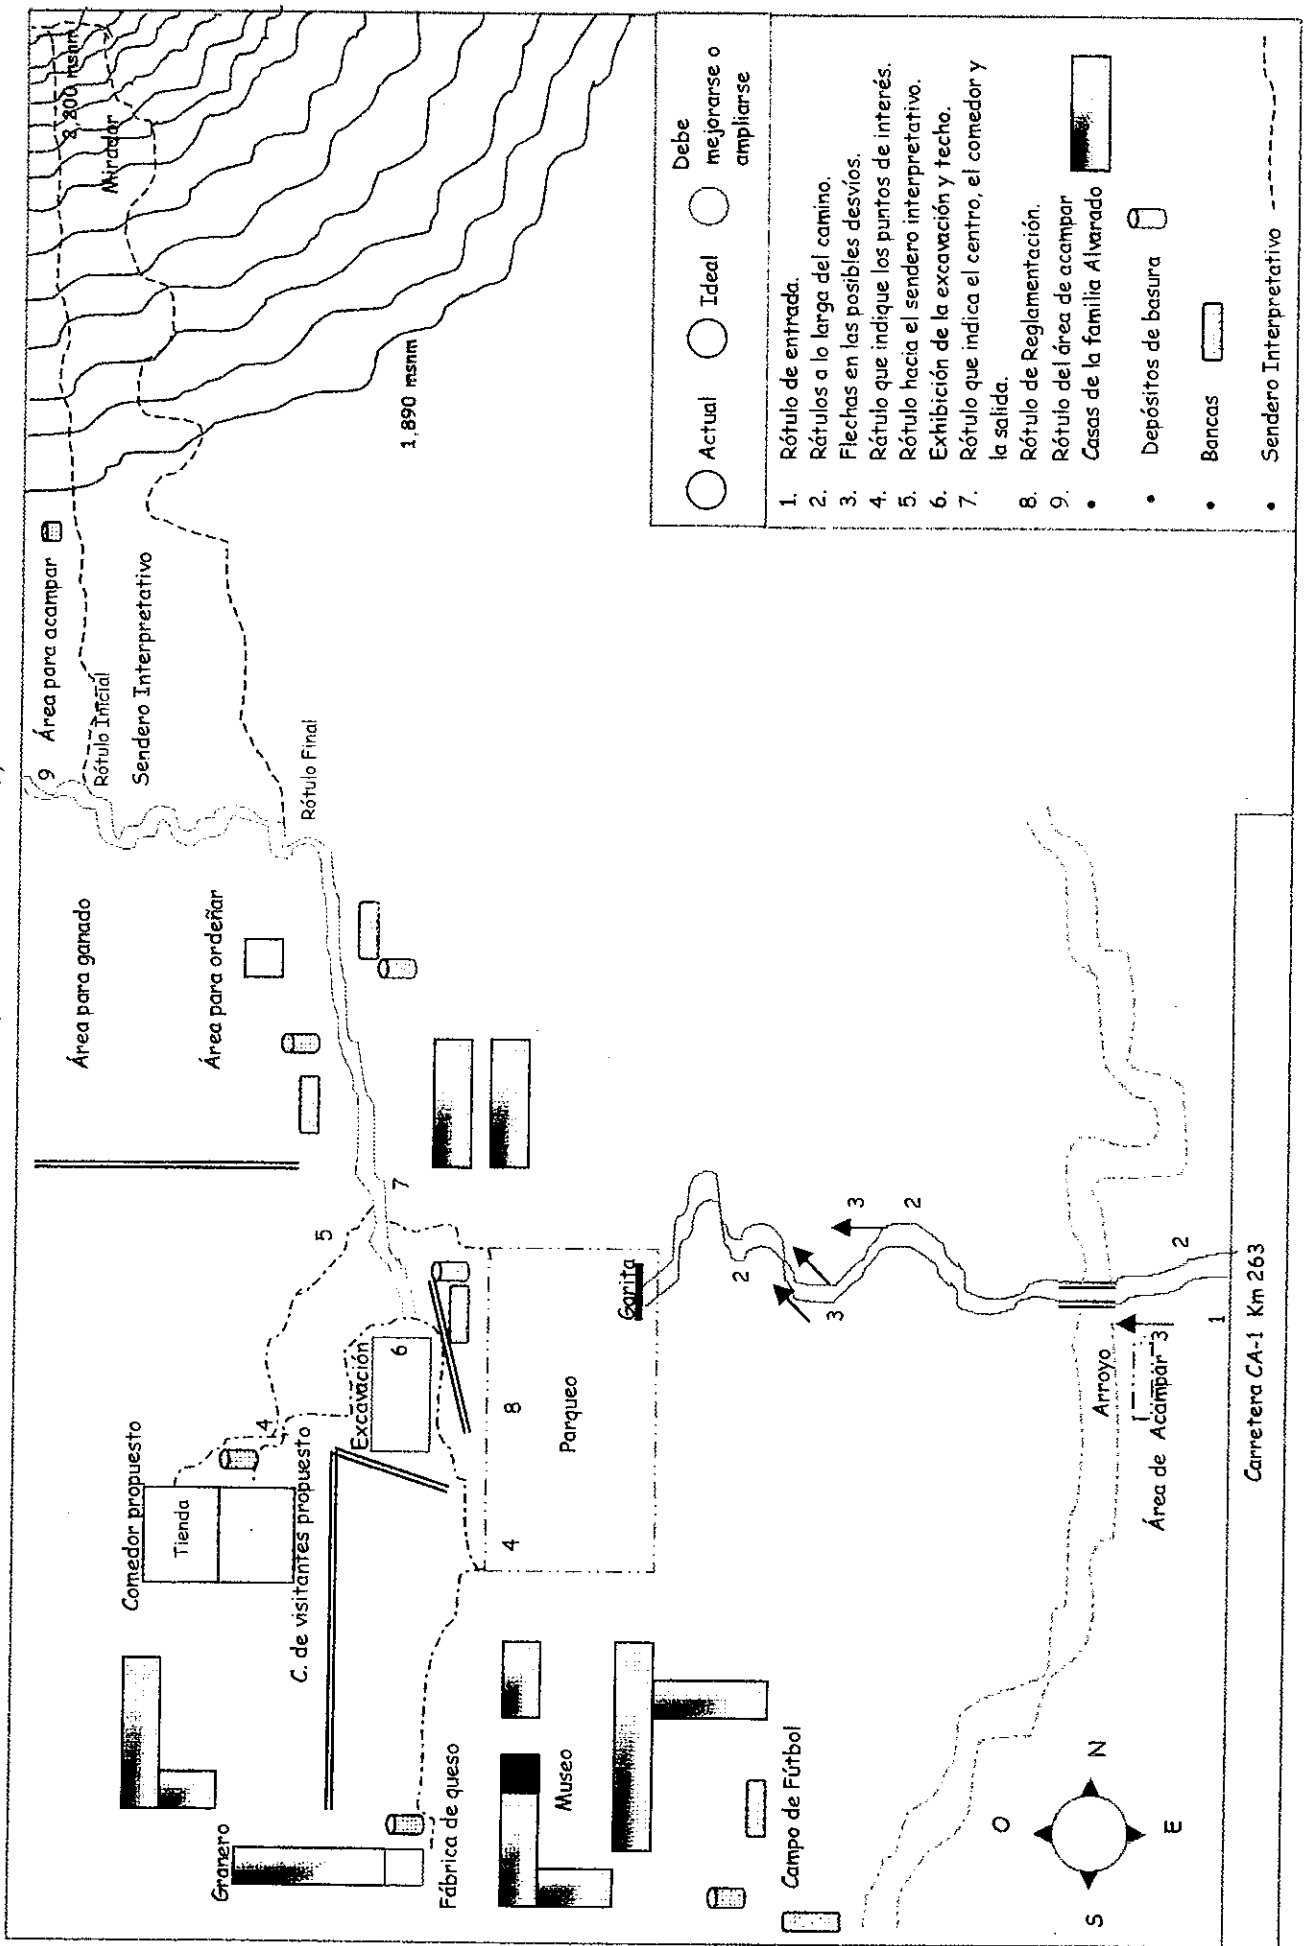 2 200 msnm
Mirador
1,890 msnm
9 Área para acampar
Rótulo Inicial
Sendero Interpretativo
Rótulo Final
Área para ganado
Área para ordeñar
5
7
Comedor propuesto
Tienda
4
C. de visitantes propuesto
Excavación
6
Granero
Fábrica de queso
Museo
Campo de Fútbol
4
8
Parqueo
Garita
2
3
3
2
Arroyo
Área de Acampar 3
1
2
Carretera CA-1 Km 263
O
N
S
E
Actual
Ideal
Debe
mejorarse o
ampliarse
1. Rótulo de entrada.
2. Rátulos a lo larga del camino.
3. Flechas en las posibles desvíos.
4. Rátulo que indique los puntos de interés.
5. Rótulo hacia el sendero interpretativo.
6. Exhibición de la excavación y techo.
7. Rótulo que indica el centro, el comedor y
la salida.
8. Rótulo de Reglamentación.
9. Rótulo del área de acampar
• Casas de la familia Alvarado
• Depósitos de basura
• Bancas
• Sendero Interpretativo